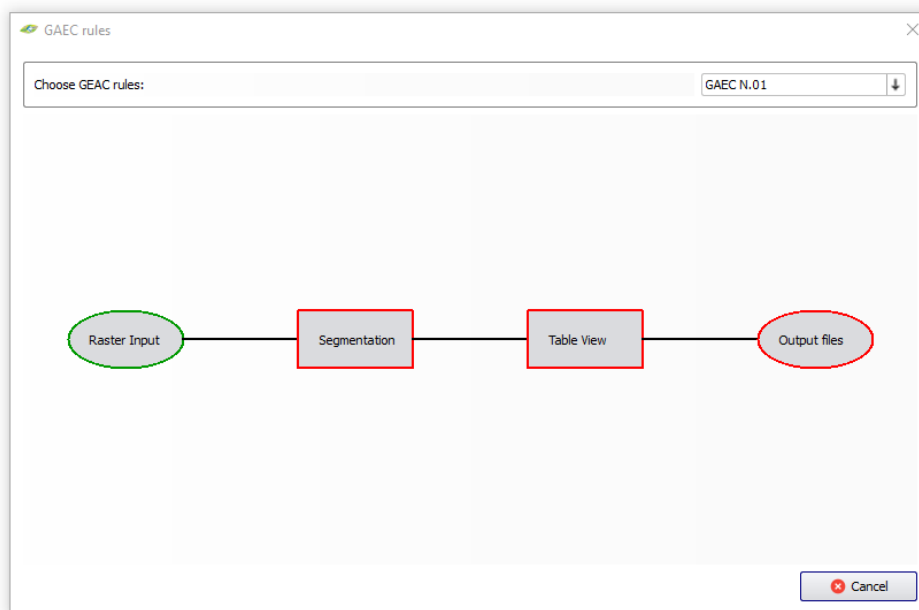 GAEC rules
Choose GEAC rules:
GAEC N.01
Raster Input
Segmentation
Table View
Output files
Cancel